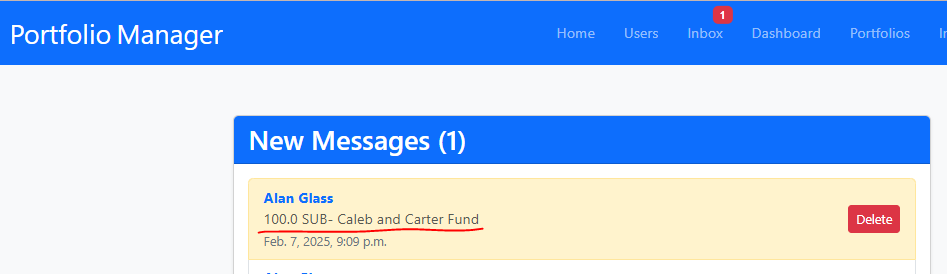 Portfolio Manager
1
Home Users Inbox Dashboard Portfolios
New Messages (1)
Alan Glass
100.0 SUB- Caleb and Carter Fund
Delete
Feb. 7, 2025, 9:09 p.m.